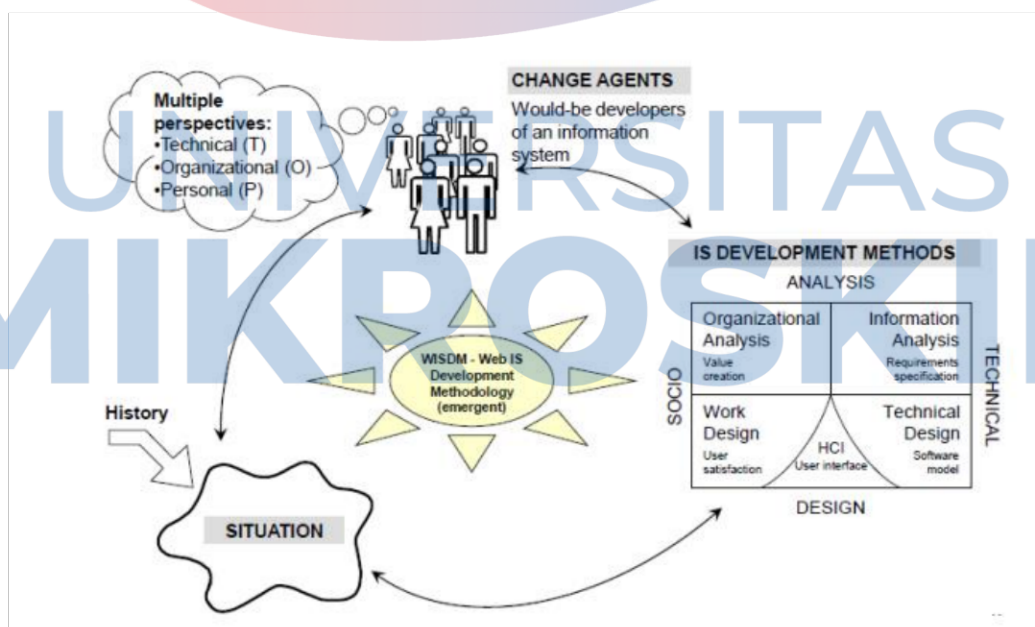 UNIVERSITAS
MIKROSKIL
Multiple
perspectives:
•Technical (T)
•Organizational (O)
•Personal (P)
CHANGE AGENTS
Would-be developers
of an information
system
IS DEVELOPMENT METHODS
ANALYSIS
Organizational
Analysis
Value
creation
Information
Analysis
Requirements
specification
SOCIO
TECHNICAL
Work
Design
User
satisfaction
HCI
User interface
Technical
Design
Software
model
DESIGN
WISDM - Web IS
Development
Methodology
(emergent)
History
SITUATION